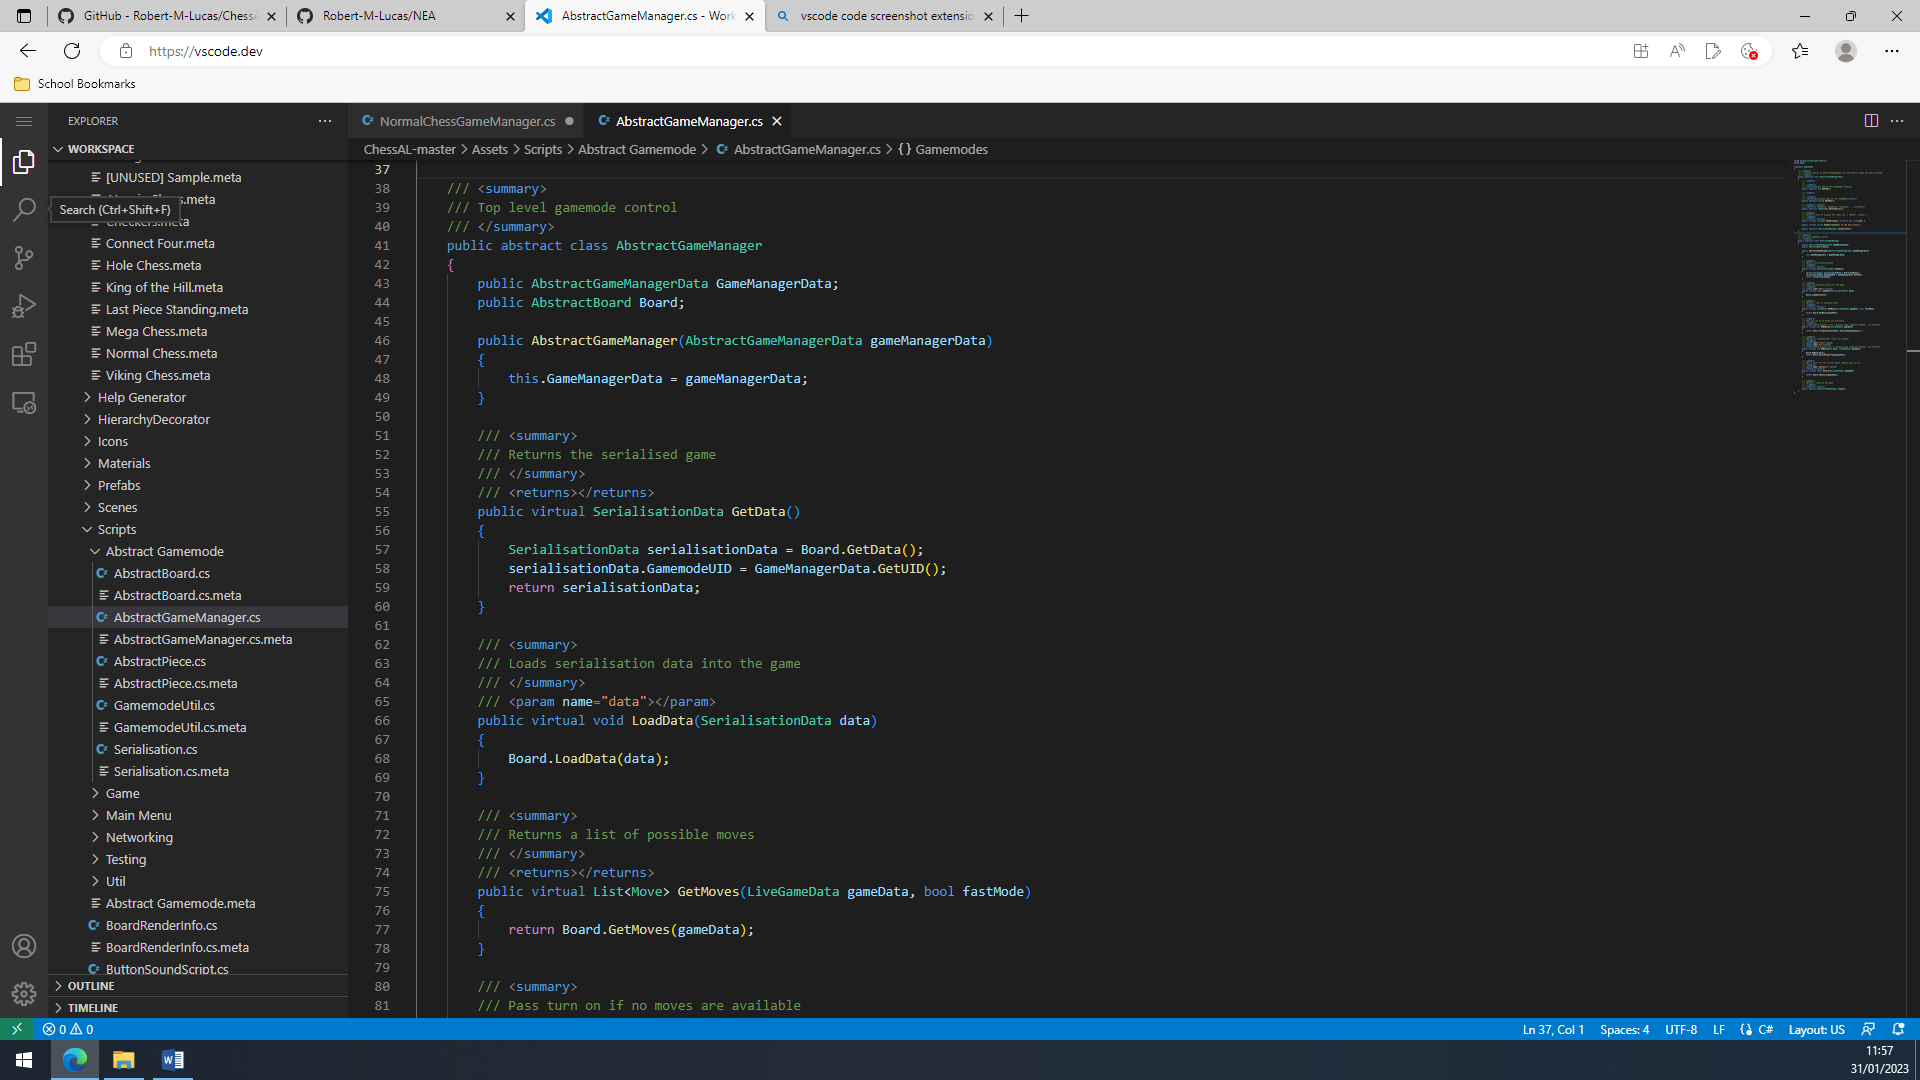 GitHub - Robert-M-Lucas/ChessA
Robert-M-Lucas/NEA
AbstractGameManager.cs - Work
vscode code screenshot extensio
https://vscode.dev
School Bookmarks
EXPLORER
WORKSPACE
[UNUSED] Sample.meta
Search (Ctrl+Shift+F)
Connect Four.meta
Hole Chess.meta
King of the Hill.meta
Last Piece Standing.meta
Mega Chess.meta
Normal Chess.meta
Viking Chess.meta
Help Generator
HierarchyDecorator
Icons
Materials
Prefabs
Scenes
Scripts
Abstract Gamemode
AbstractBoard.cs
AbstractBoard.cs.meta
AbstractGameManager.cs
AbstractGameManager.cs.meta
AbstractPiece.cs
AbstractPiece.cs.meta
GamemodeUtil.cs
GamemodeUtil.cs.meta
Serialisation.cs
Serialisation.cs.meta
Game
Main Menu
Networking
Testing
Util
Abstract Gamemode.meta
BoardRenderInfo.cs
BoardRenderInfo.cs.meta
ButtonSoundScript.cs
OUTLINE
TIMELINE
NormalChessGameManager.cs
AbstractGameManager.cs
ChessAL-master > Assets > Scripts > Abstract Gamemode > AbstractGameManager.cs > {} Gamemodes
37
38 /// <summary>
39 /// Top level gamemode control
40 /// </summary>
41 public abstract class AbstractGameManager
42 {
43 public AbstractGameManagerData GameManagerData;
44 public AbstractBoard Board;
45
46 public AbstractGameManager(AbstractGameManagerData gameManagerData)
47 {
48 this.GameManagerData = gameManagerData;
49 }
50
51 /// <summary>
52 /// Returns the serialised game
53 /// </summary>
54 /// <returns></returns>
55 public virtual SerialisationData GetData()
56 {
57 SerialisationData serialisationData = Board.GetData();
58 serialisationData.GamemodeUID = GameManagerData.GetUID();
59 return serialisationData;
60 }
61
62 /// <summary>
63 /// Loads serialisation data into the game
64 /// </summary>
65 /// <param name="data"></param>
66 public virtual void LoadData(SerialisationData data)
67 {
68 Board.LoadData(data);
69 }
70
71 /// <summary>
72 /// Returns a list of possible moves
73 /// </summary>
74 /// <returns></returns>
75 public virtual List<Move> GetMoves(LiveGameData gameData, bool fastMode)
76 {
77 return Board.GetMoves(gameData);
78 }
79
80 /// <summary>
81 /// Pass turn on if no moves are available
0 0
Ln 37, Col 1
Spaces: 4
UTF-8
LF
C#
Layout: US
11:57
31/01/2023